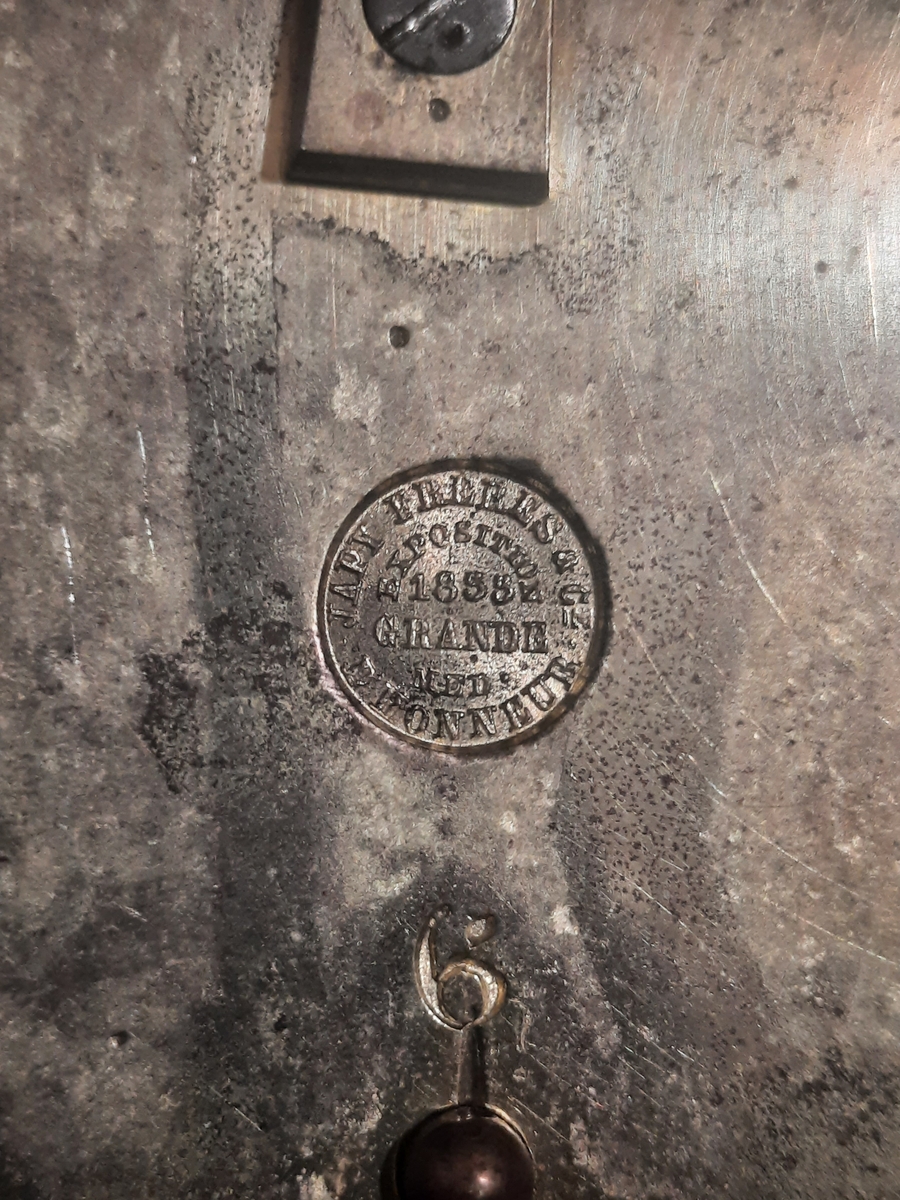 JAPY FRERES & CIE
EXPOSITION
1855
GRANDE
MED.
D'HONNEUR
6